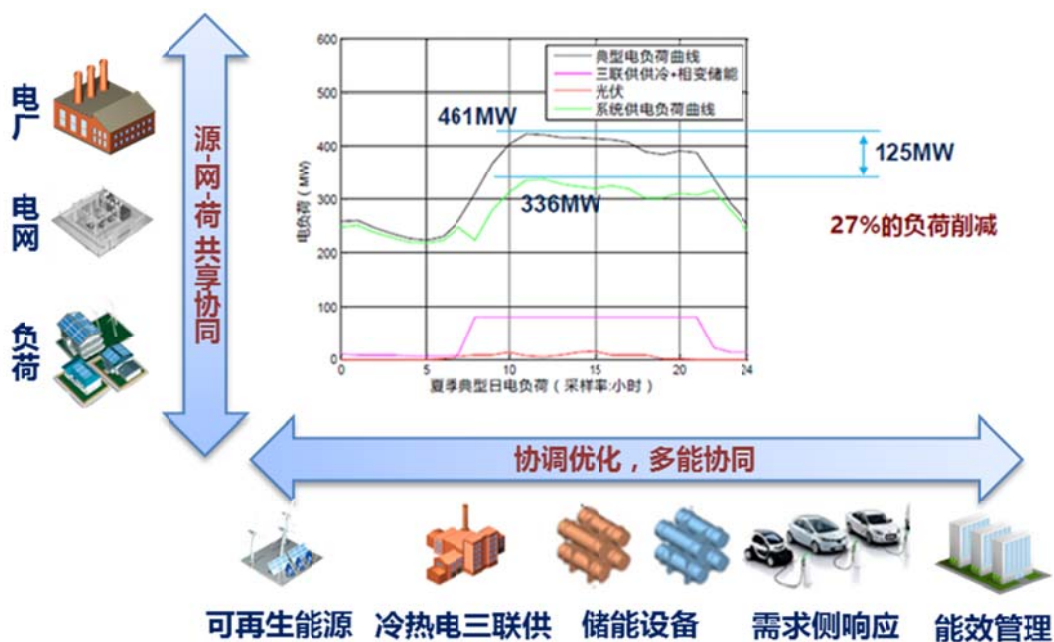 600
500
400
300
200
100
0
电负荷（MW）
典型电负荷曲线
三联供供冷+相变储能
光伏
系统供电负荷曲线
461MW
336MW
125MW
27%的负荷削减
0
5
10
15
20
24
夏季典型日电负荷（采样率:小时）
电厂
电网
负荷
源-网-荷 共享协同
协调优化，多能协同
可再生能源
冷热电三联供
储能设备
需求侧响应
能效管理